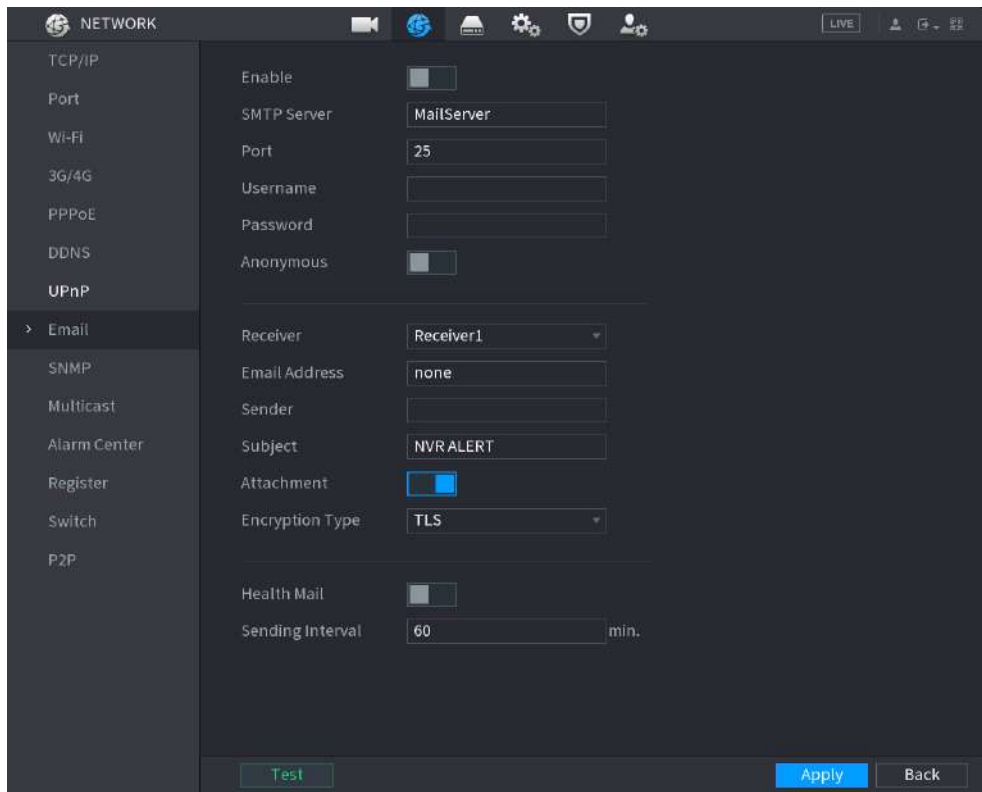 NETWORK
LIVE
TCP/IP
Port
Wi-Fi
3G/4G
PPPoE
DDNS
UPnP
Email
SNMP
Multicast
Alarm Center
Register
Switch
P2P
Enable
SMTP Server MailServer
Port 25
Username
Password
Anonymous
Receiver Receiver1
Email Address none
Sender
Subject NVR ALERT
Attachment
Encryption Type TLS
Health Mail
Sending Interval 60 min.
Test Apply Back